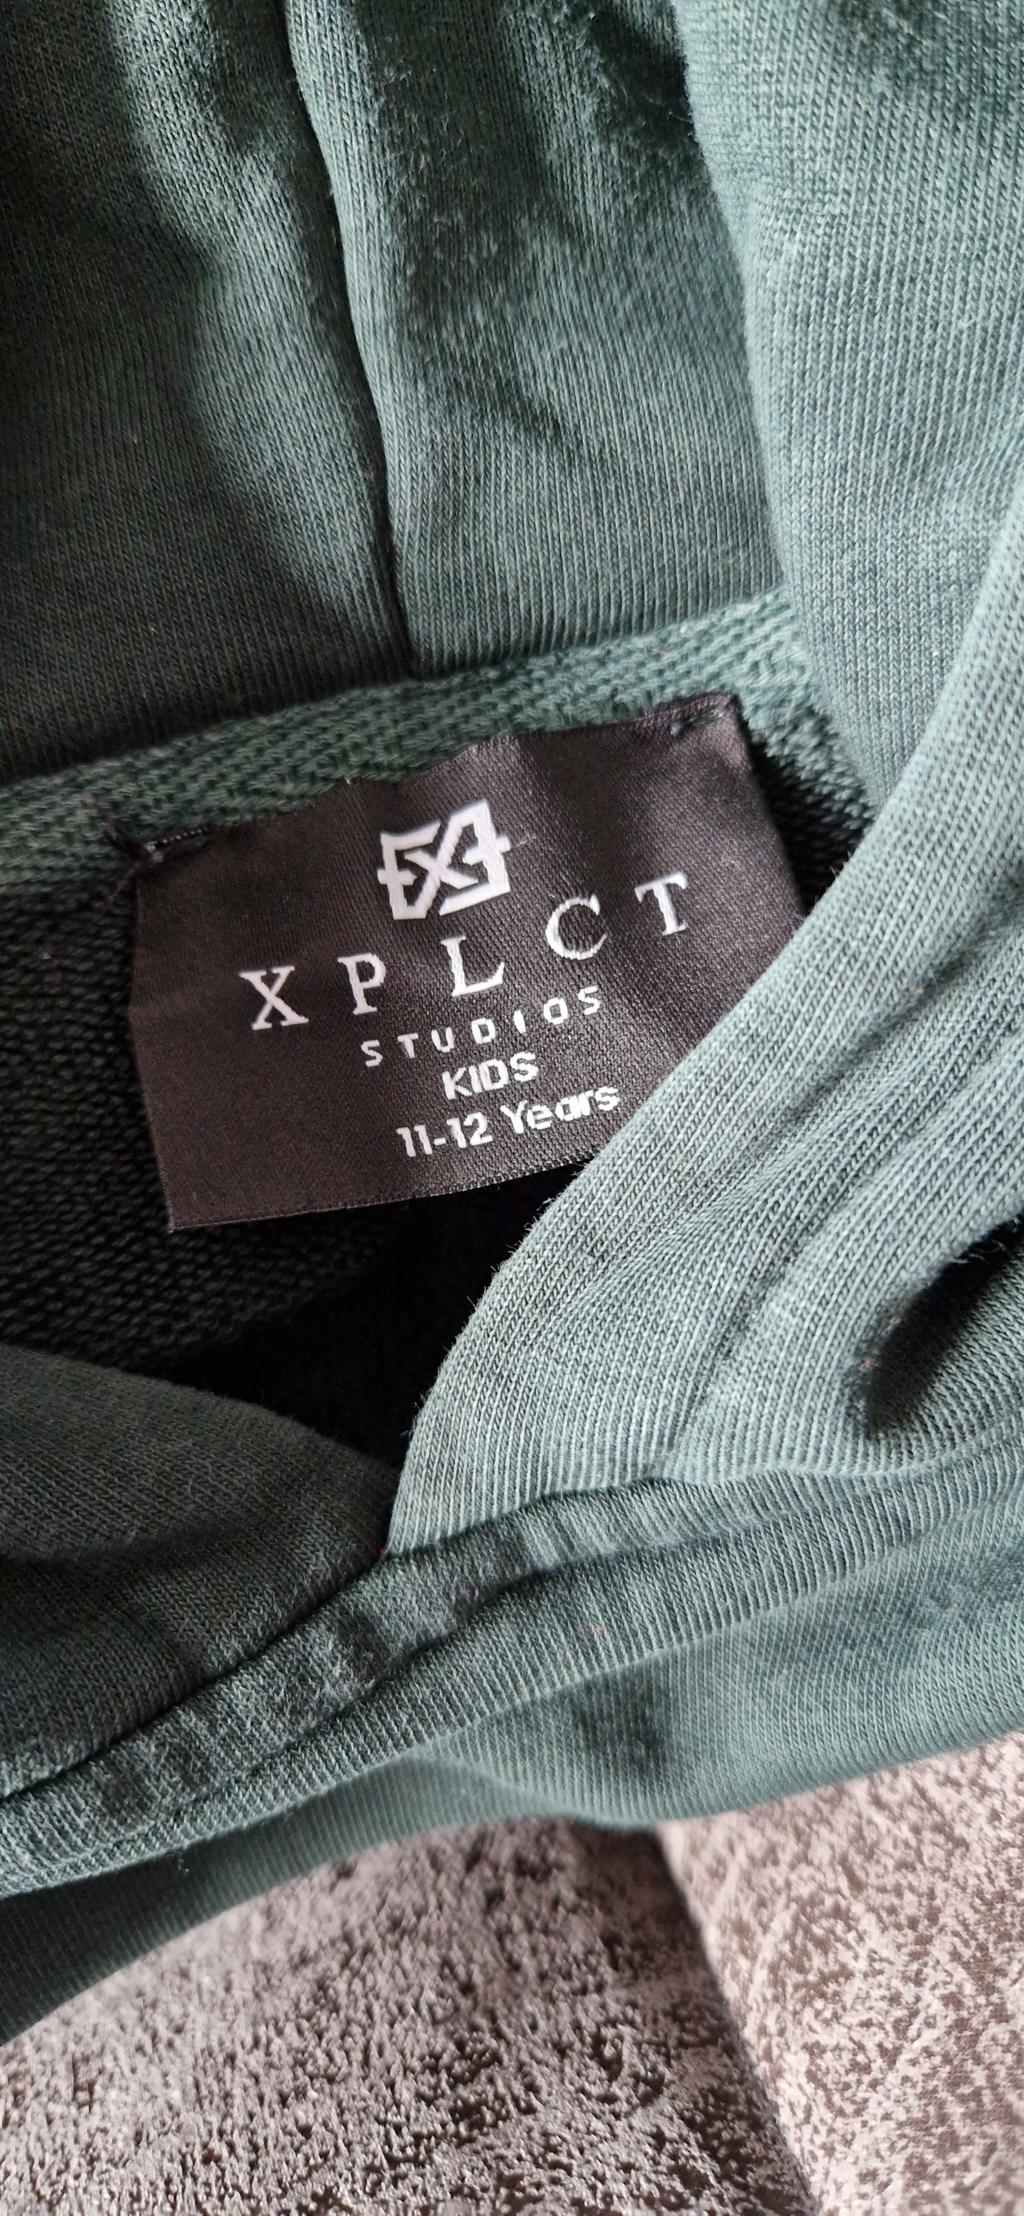 XPLCT
STUDIOS
KIDS
11-12 Years